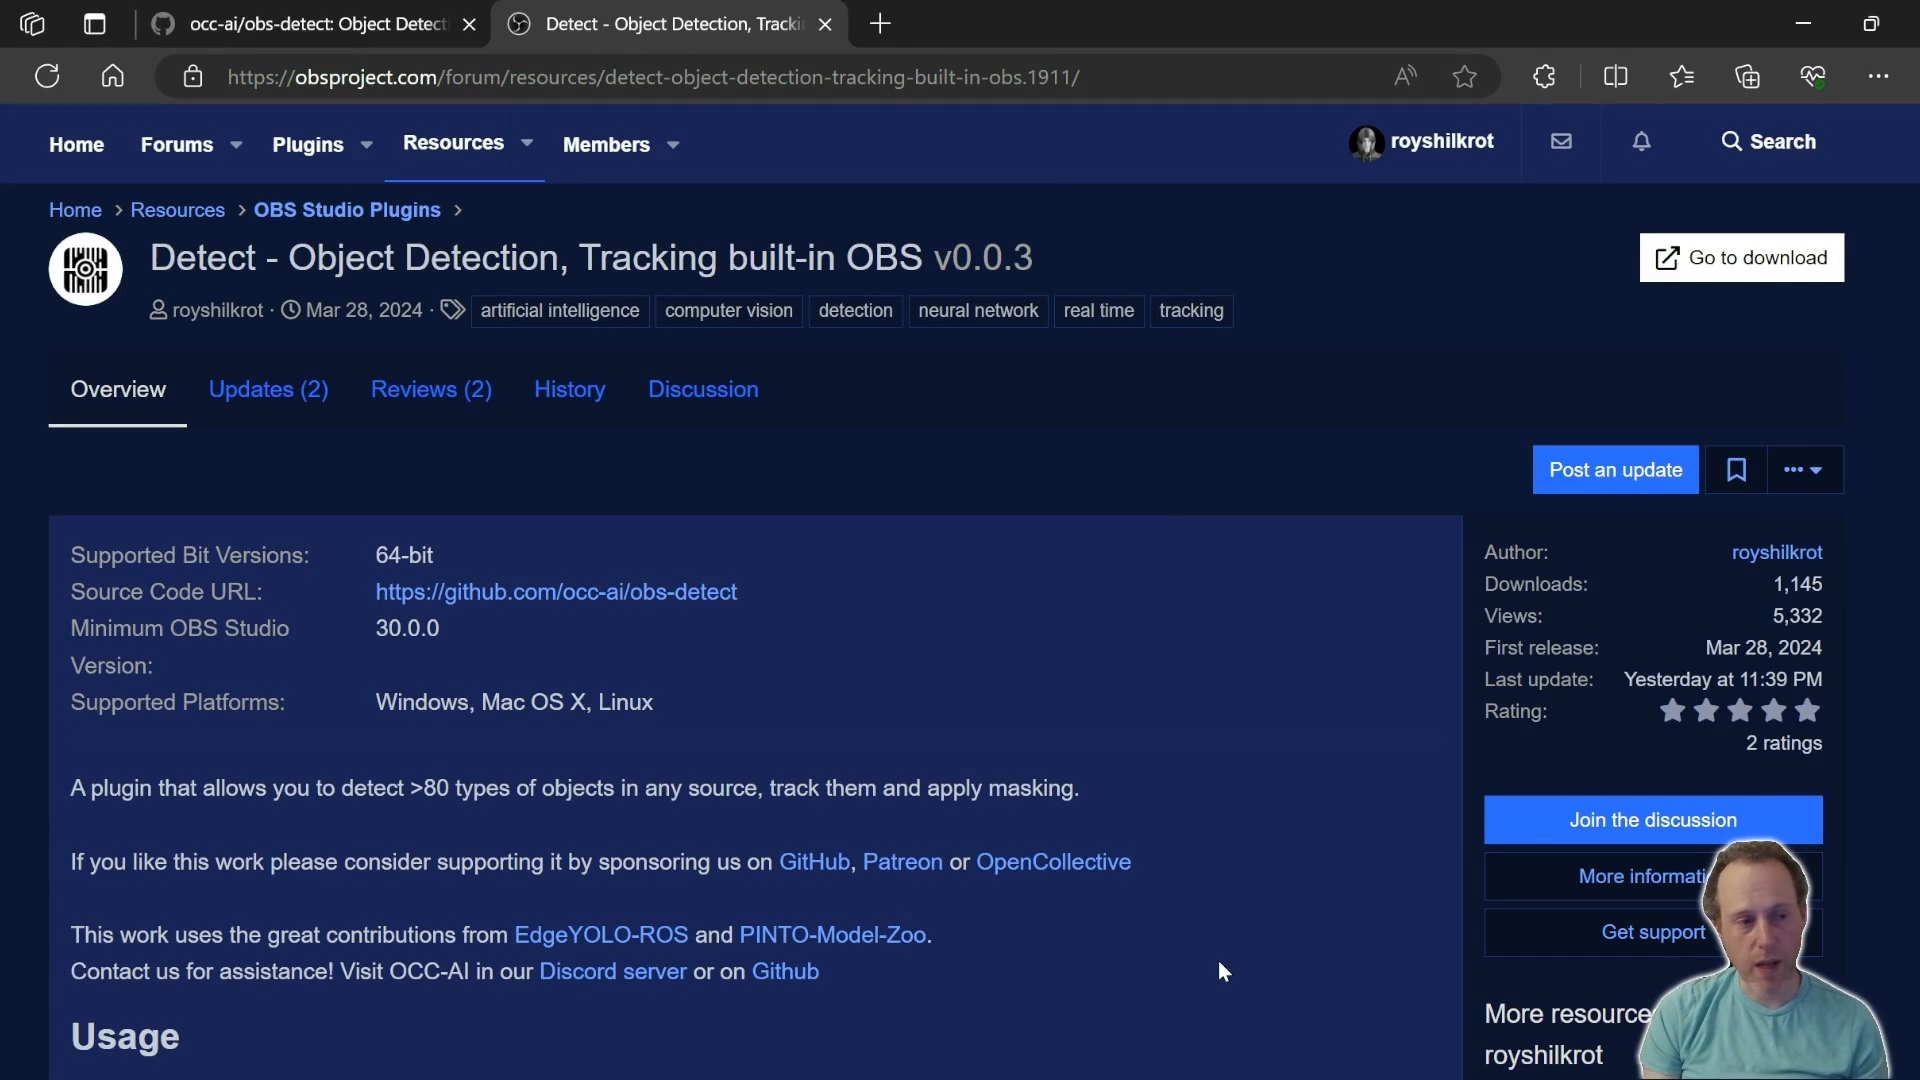 occ-ai/obs-detect: Object Detecti
Detect - Object Detection, Tracki
https://obsproject.com/forum/resources/detect-object-detection-tracking-built-in-obs.1911/
Home Forums Plugins Resources Members royshilkrot Search
Home > Resources > OBS Studio Plugins >
Detect - Object Detection, Tracking built-in OBS v0.0.3
Go to download
royshilkrot · Mar 28, 2024 · artificial intelligence computer vision detection neural network real time tracking
Overview Updates (2) Reviews (2) History Discussion
Post an update
Supported Bit Versions: 64-bit
Source Code URL: https://github.com/occ-ai/obs-detect
Minimum OBS Studio 30.0.0
Version:
Supported Platforms: Windows, Mac OS X, Linux
A plugin that allows you to detect >80 types of objects in any source, track them and apply masking.
If you like this work please consider supporting it by sponsoring us on GitHub, Patreon or OpenCollective
This work uses the great contributions from EdgeYOLO-ROS and PINTO-Model-Zoo.
Contact us for assistance! Visit OCC-AI in our Discord server or on Github
Usage
Author: royshilkrot
Downloads: 1,145
Views: 5,332
First release: Mar 28, 2024
Last update: Yesterday at 11:39 PM
Rating:
2 ratings
Join the discussion
More informati
Get support
More resource
royshilkrot